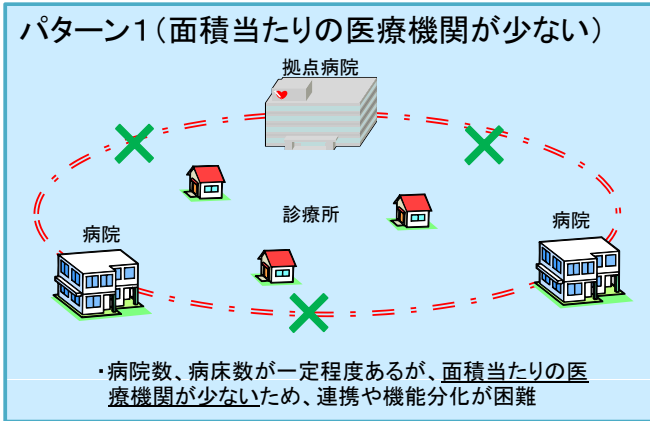 パターン1(面積当たりの医療機関が少ない)
拠点病院
診療所
病院
病院
・病院数、病床数が一定程度あるが、面積当たりの医
療機関が少ないため、連携や機能分化が困難